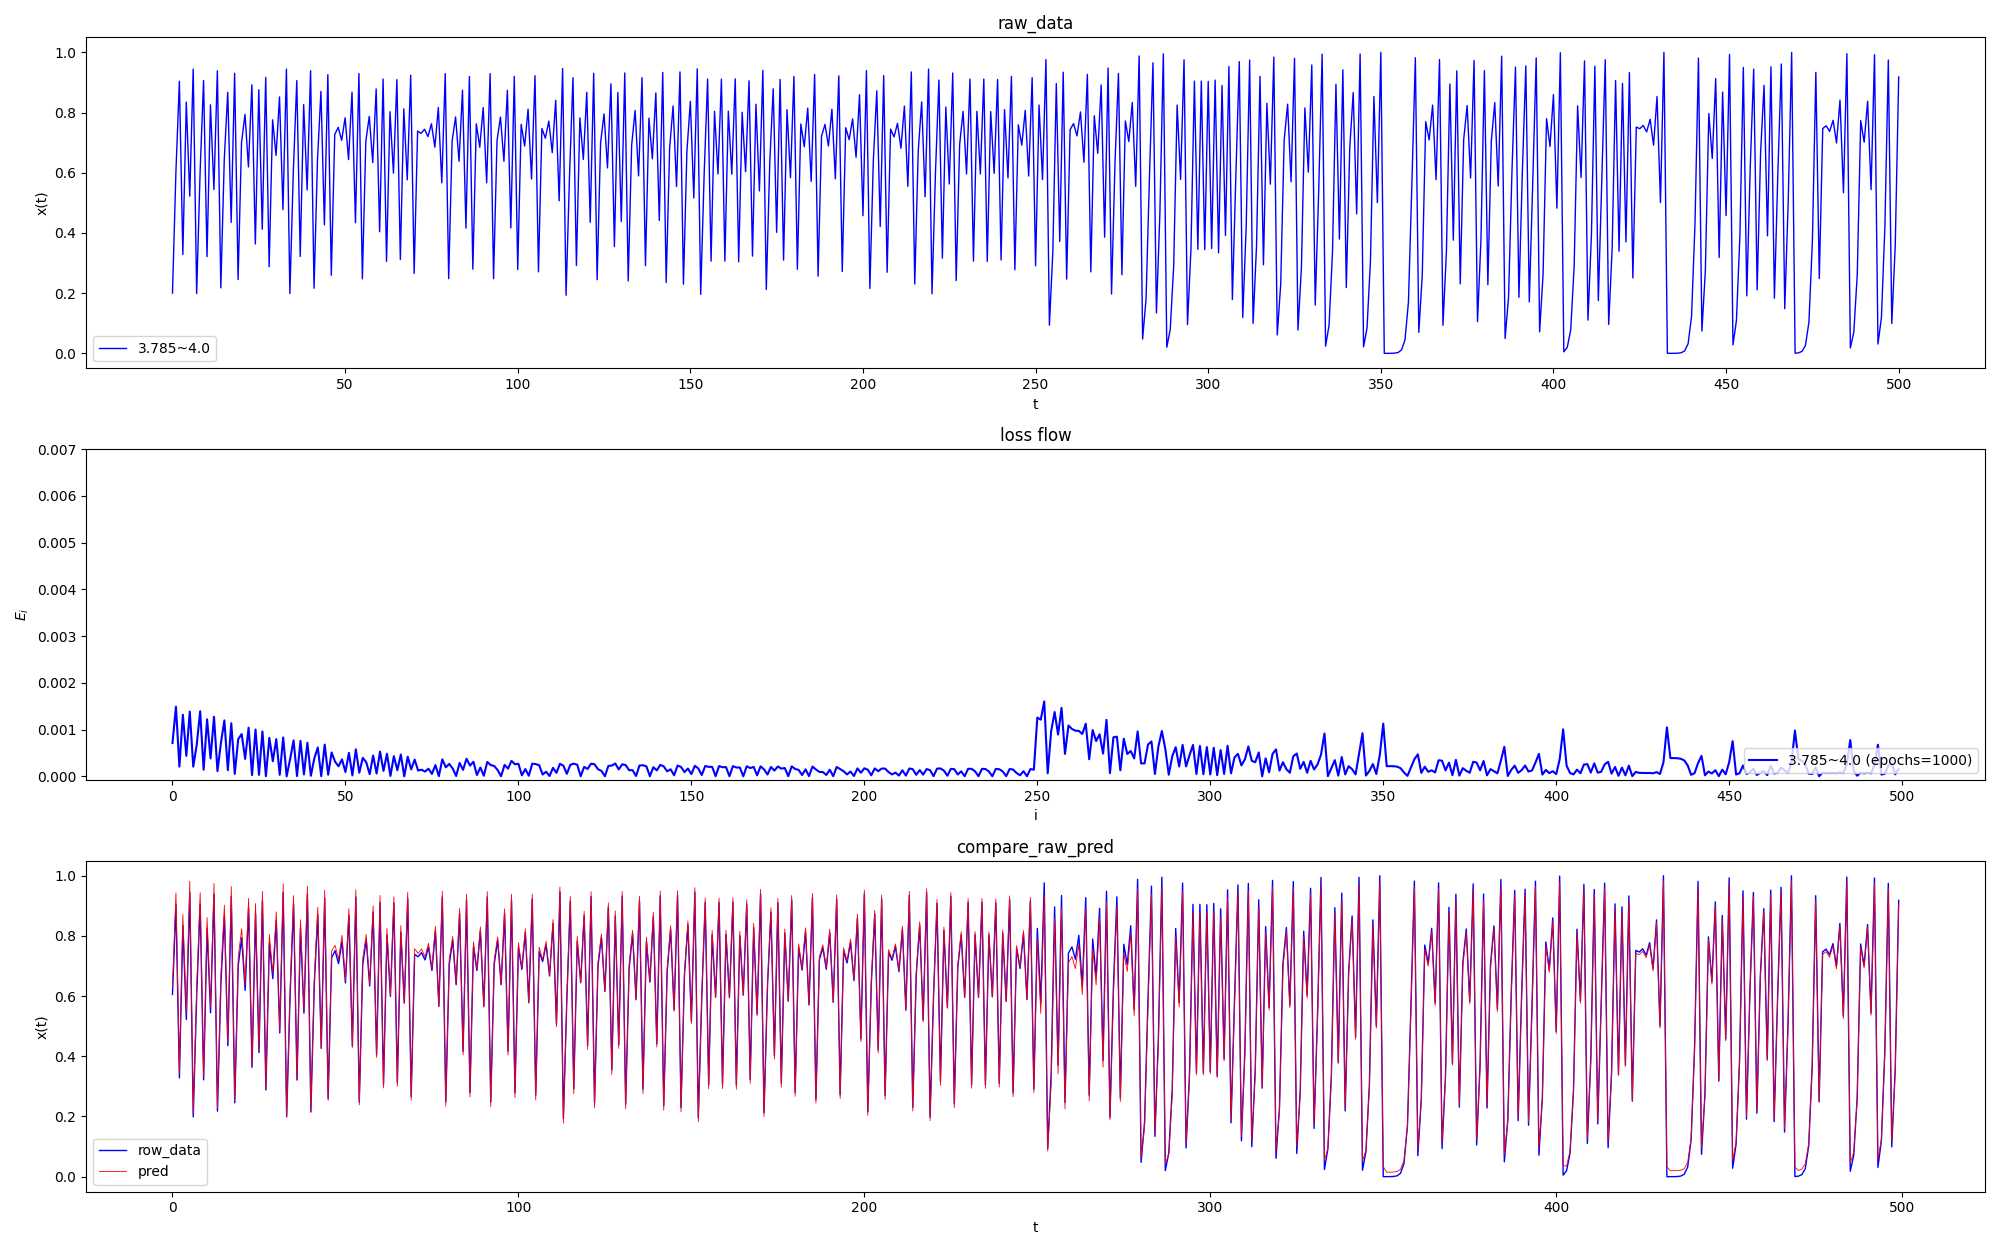 raw_data
1.0
0.8
0.6
0.4
0.2
0.0
x(t)
3.785~4.0
50 100 150 200 250 300 350 400 450 500
t
loss flow
0.007
0.006
0.005
0.004
0.003
0.002
0.001
0.000
E_i
3.785~4.0 (epochs=1000)
0 50 100 150 200 250 300 350 400 450 500
i
compare_raw_pred
1.0
0.8
0.6
0.4
0.2
0.0
x(t)
row_data
pred
0 100 200 300 400 500
t